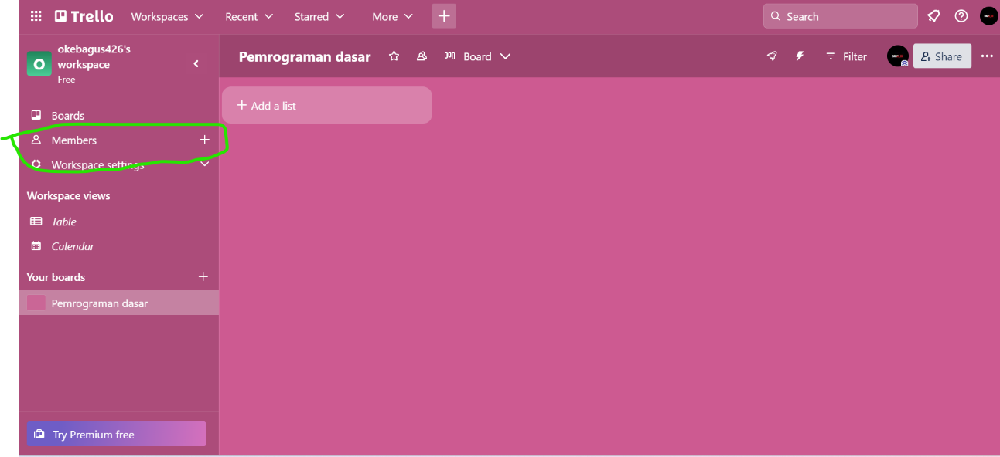 Trello Workspaces Recent Starred More Search
okebagus426's
workspace
Free
O
Pemrograman dasar Board Filter Share
Boards
Members
Workspace settings
Workspace views
Table
Calendar
Your boards
Pemrograman dasar
Try Premium free
Add a list